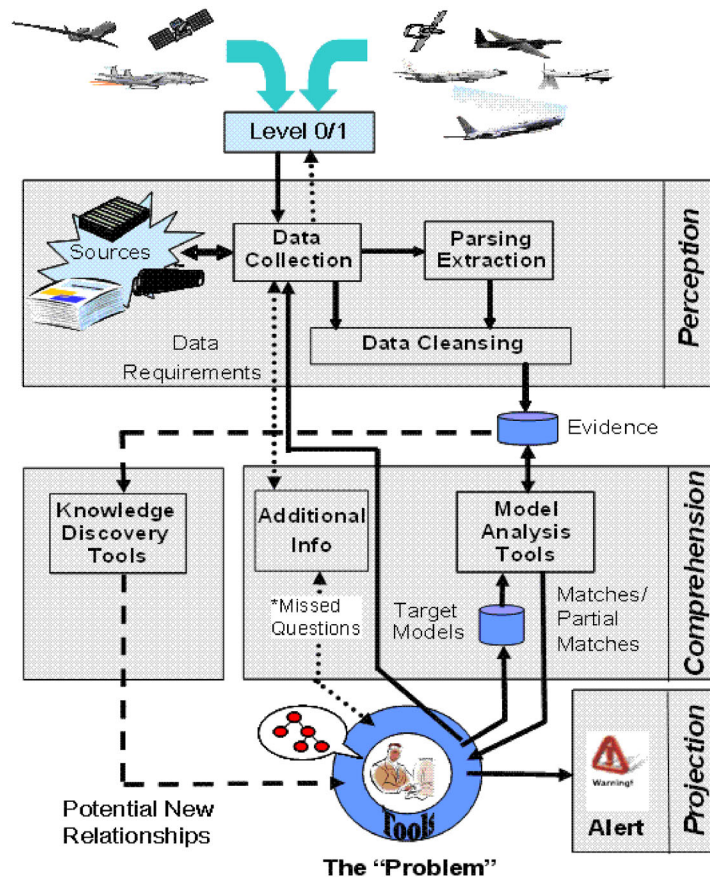 Level 0/1
Sources
Data
Collection
Parsing
Extraction
Data Cleansing
Perception
Data
Requirements
Evidence
Knowledge
Discovery
Tools
Additional
Info
Model
Analysis
Tools
*Missed
Questions
Target
Models
Matches/
Partial
Matches
Comprehension
Warning!
Alert
Projection
Tools
Potential New
Relationships
The "Problem"